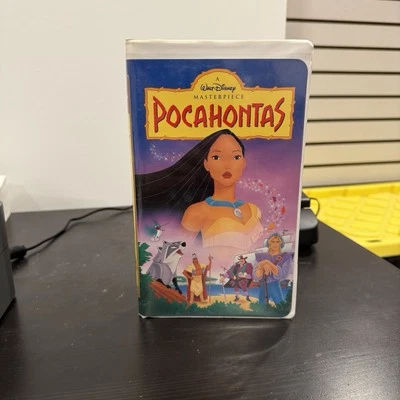 A
Walt Disney
MASTERPIECE
POCAHONTAS